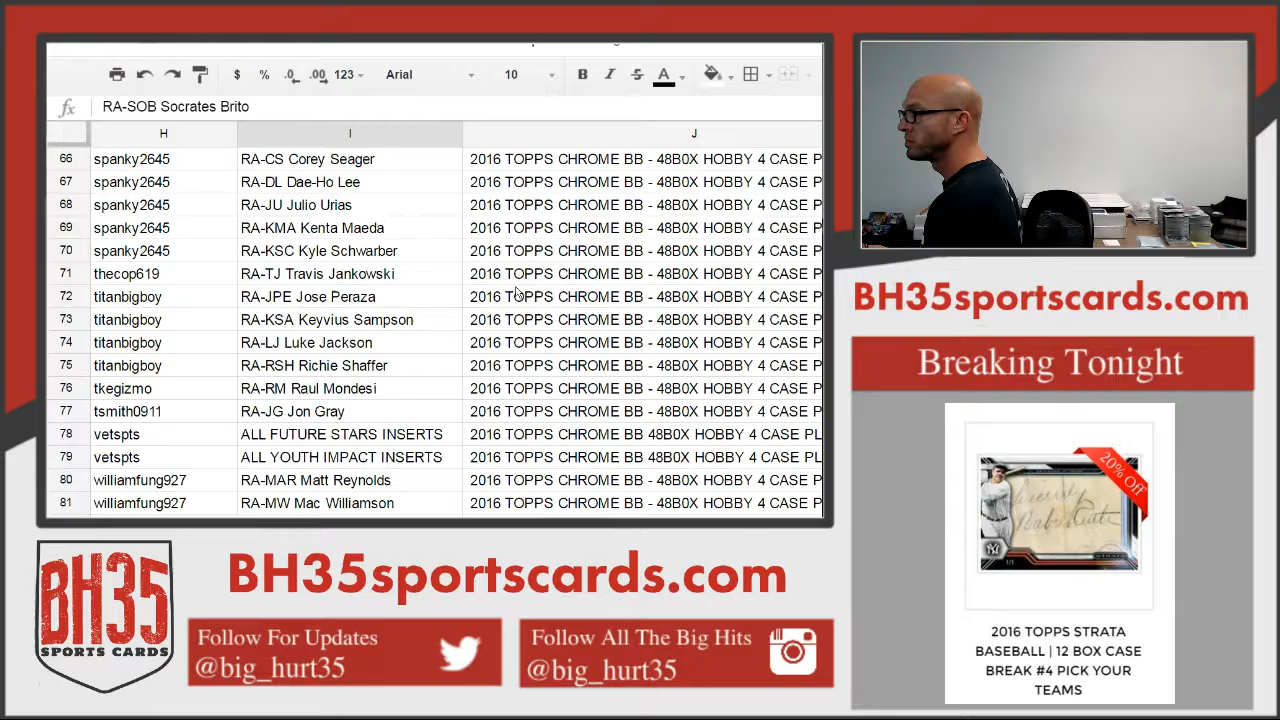 $ % .0 .00 123 Arial 10 B I S A
fx RA-SOB Socrates Brito
H I J
66 spanky2645 RA-CS Corey Seager 2016 TOPPS CHROME BB - 48B0X HOBBY 4 CASE P
67 spanky2645 RA-DL Dae-Ho Lee 2016 TOPPS CHROME BB - 48B0X HOBBY 4 CASE P
68 spanky2645 RA-JU Julio Urias 2016 TOPPS CHROME BB - 48B0X HOBBY 4 CASE P
69 spanky2645 RA-KMA Kenta Maeda 2016 TOPPS CHROME BB - 48B0X HOBBY 4 CASE P
70 spanky2645 RA-KSC Kyle Schwarber 2016 TOPPS CHROME BB - 48B0X HOBBY 4 CASE P
71 thecop619 RA-TJ Travis Jankowski 2016 TOPPS CHROME BB - 48B0X HOBBY 4 CASE P
72 titanbigboy RA-JPE Jose Peraza 2016 TOPPS CHROME BB - 48B0X HOBBY 4 CASE P
73 titanbigboy RA-KSA Keyvius Sampson 2016 TOPPS CHROME BB - 48B0X HOBBY 4 CASE P
74 titanbigboy RA-LJ Luke Jackson 2016 TOPPS CHROME BB - 48B0X HOBBY 4 CASE P
75 titanbigboy RA-RSH Richie Shaffer 2016 TOPPS CHROME BB - 48B0X HOBBY 4 CASE P
76 tkegizmo RA-RM Raul Mondesi 2016 TOPPS CHROME BB - 48B0X HOBBY 4 CASE P
77 tsmith0911 RA-JG Jon Gray 2016 TOPPS CHROME BB - 48B0X HOBBY 4 CASE P
78 vetspts ALL FUTURE STARS INSERTS 2016 TOPPS CHROME BB 48B0X HOBBY 4 CASE PL
79 vetspts ALL YOUTH IMPACT INSERTS 2016 TOPPS CHROME BB 48B0X HOBBY 4 CASE PL
80 williamfung927 RA-MAR Matt Reynolds 2016 TOPPS CHROME BB - 48B0X HOBBY 4 CASE P
81 williamfung927 RA-MW Mac Williamson 2016 TOPPS CHROME BB - 48B0X HOBBY 4 CASE P
BH35sportscards.com
Breaking Tonight
20% Off
Sincerely
Babe Ruth
1/1
2016 TOPPS STRATA
BASEBALL | 12 BOX CASE
BREAK #4 PICK YOUR
TEAMS
BH35
SPORTS CARDS
BH35sportscards.com
Follow For Updates
@big_hurt35
Follow All The Big Hits
@big_hurt35